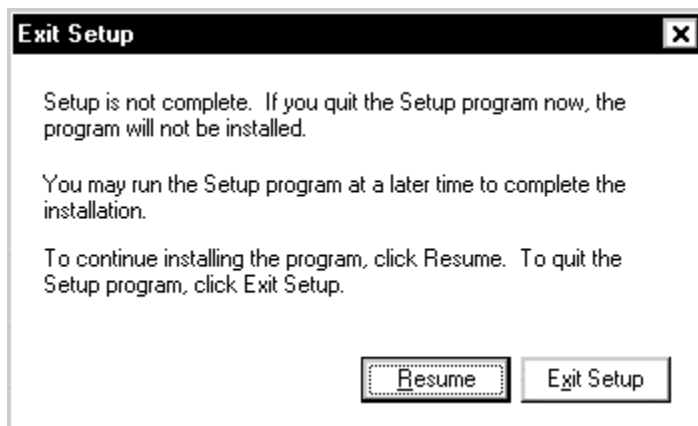 Exit Setup
Setup is not complete.  If you quit the Setup program now, the
program will not be installed.
You may run the Setup program at a later time to complete the
installation.
To continue installing the program, click Resume.  To quit the
Setup program, click Exit Setup.
Resume
Exit Setup